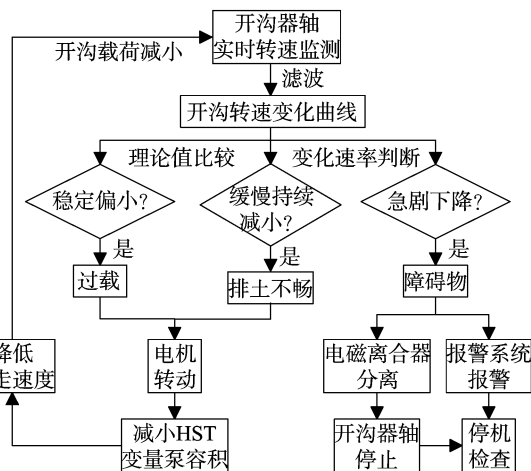 开沟器轴
实时转速监测
开沟载荷减小
滤波
开沟转速变化曲线
理论值比较
变化速率判断
稳定偏小?
缓慢持续
减小?
急剧下降?
是
是
是
过载
排土不畅
障碍物
降低
走速度
电机
转动
电磁离合器
分离
报警系统
报警
减小HST
变量泵容积
开沟器轴
停止
停机
检查